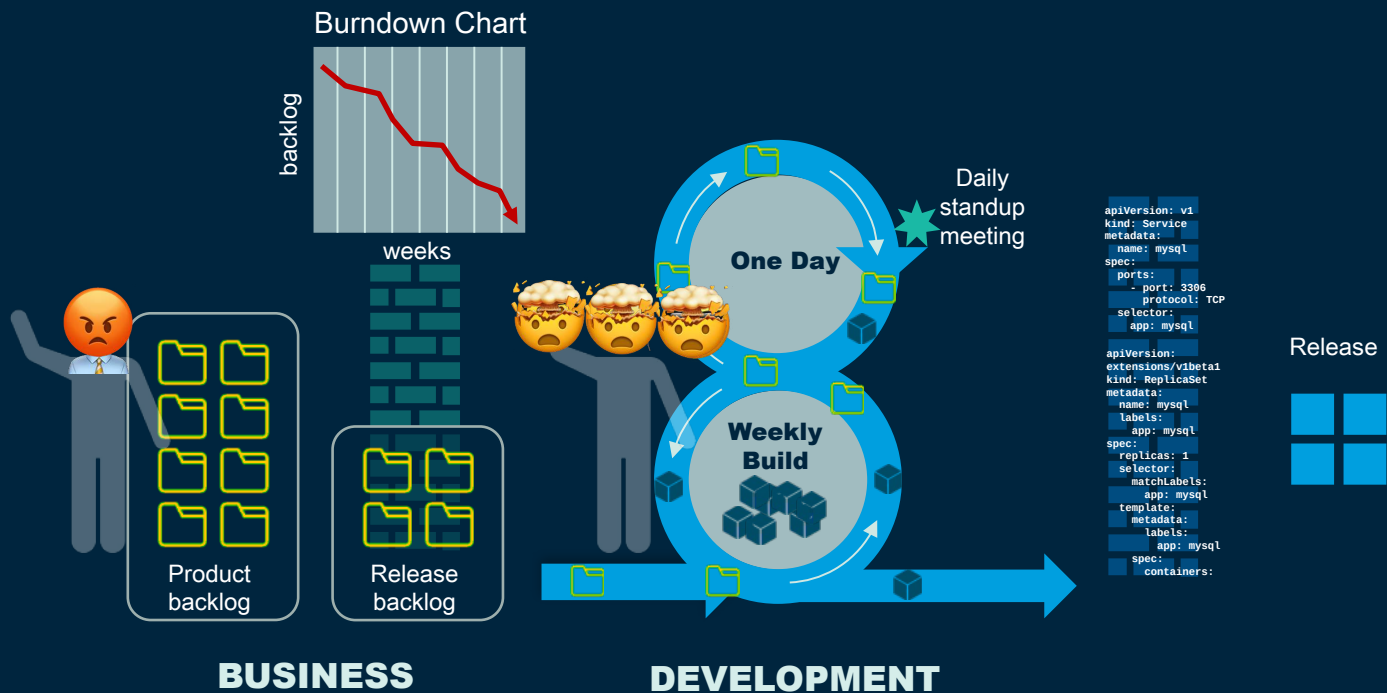 Burndown Chart
backlog
weeks
Product
backlog
Release
backlog
BUSINESS
One Day
Daily
standup
meeting
Weekly
Build
DEVELOPMENT
apiVersion: v1
kind: Service
metadata:
  name: mysql
spec:
  ports:
    - port: 3306
      protocol: TCP
  selector:
    app: mysql
apiVersion:
extensions/v1beta1
kind: ReplicaSet
metadata:
  name: mysql
  labels:
    app: mysql
spec:
  replicas: 1
  selector:
    matchLabels:
      app: mysql
  template:
    metadata:
      labels:
        app: mysql
    spec:
      containers:
Release